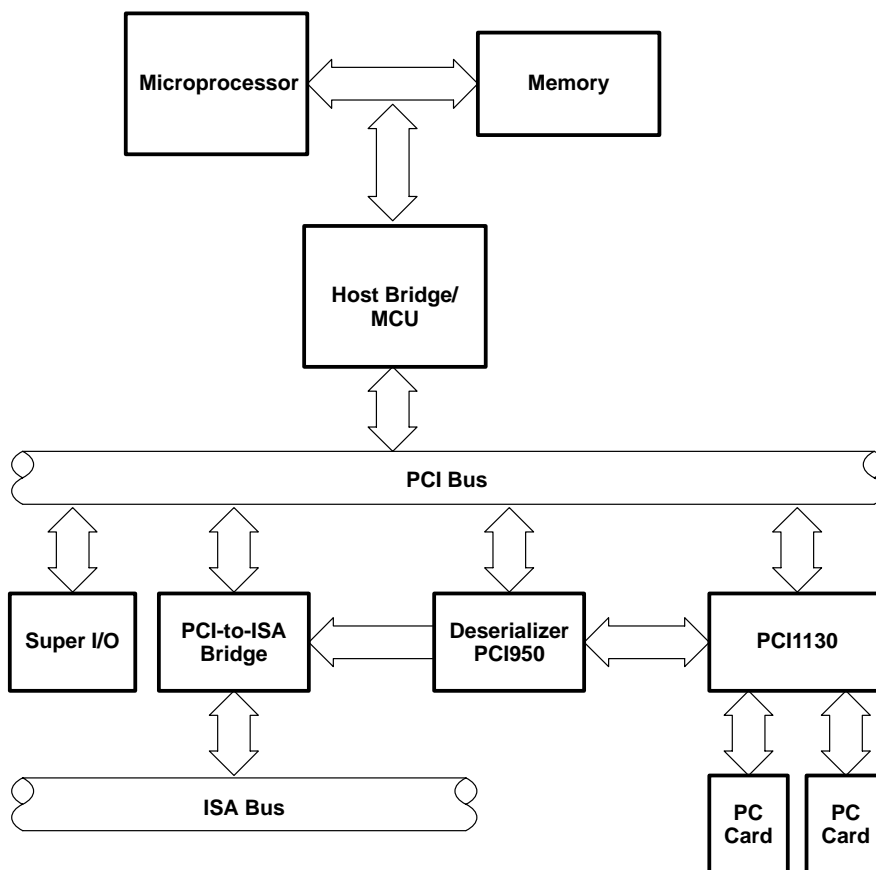 Microprocessor
Memory
Host Bridge/
MCU
PCI Bus
Super I/O
PCI-to-ISA
Bridge
Deserializer
PCI950
PCI1130
ISA Bus
PC
Card
PC
Card